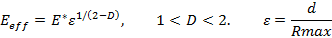 E_eff = E*ε^{1/(2−D)},   1 < D < 2.   ε = d/Rmax